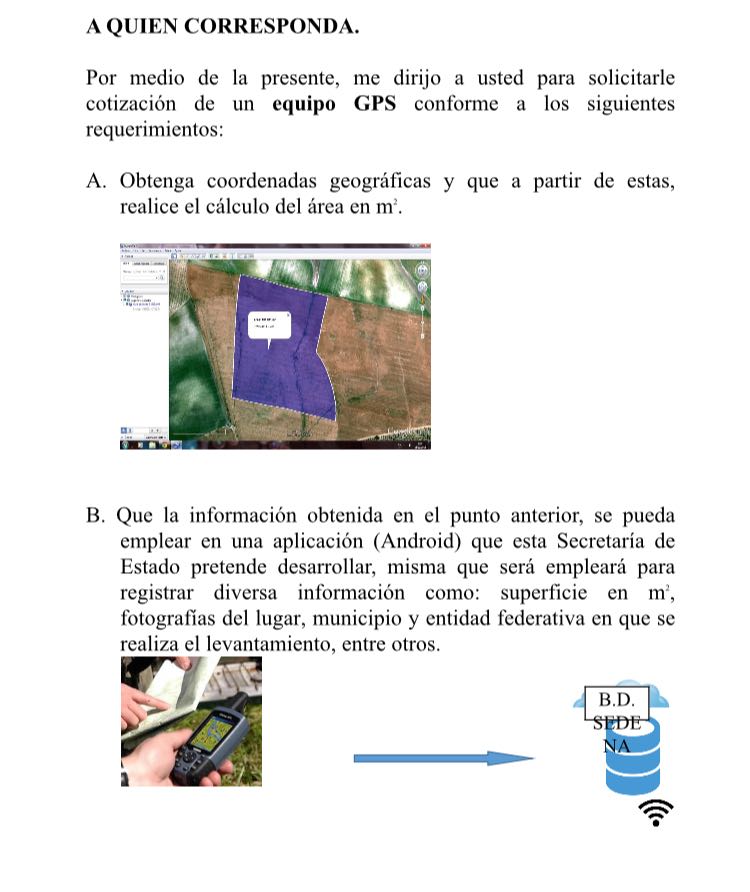 A QUIEN CORRESPONDA.
Por medio de la presente, me dirijo a usted para solicitarle
cotización de un equipo GPS conforme a los siguientes
requerimientos:
A. Obtenga coordenadas geográficas y que a partir de estas,
realice el cálculo del área en m².
B. Que la información obtenida en el punto anterior, se pueda
emplear en una aplicación (Android) que esta Secretaría de
Estado pretende desarrollar, misma que será empleará para
registrar diversa información como: superficie en m²,
fotografías del lugar, municipio y entidad federativa en que se
realiza el levantamiento, entre otros.
B.D.
SEDE
NA